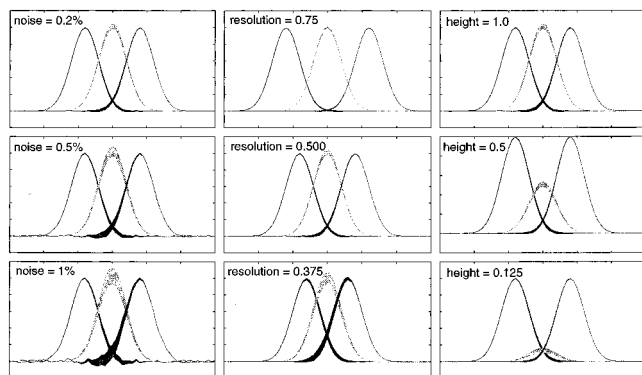 noise = 0.2%
resolution = 0.75
height = 1.0
noise = 0.5%
resolution = 0.500
height = 0.5
noise = 1%
resolution = 0.375
height = 0.125